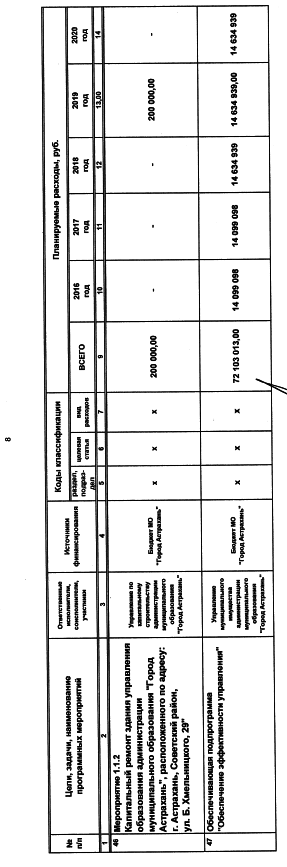 8
№ п/п
Цели, задачи, наименование программных мероприятий
Ответственные исполнители, соисполнители, участники
Источники финансирования
Коды классификации
раздел, подраз-дел
целевая статья
вид расходов
Планируемые расходы, руб.
ВСЕГО
2016 год
2017 год
2018 год
2019 год
2020 год
1 2 3 4 5 6 7 9 10 11 12 13,00 14
46
Мероприятие 1.1.2
Капитальный ремонт здания управления
образования администрации
муниципального образования "Город
Астрахань", расположенного по адресу:
г. Астрахань, Советский район,
ул. Б. Хмельницкого, 29"
Управление по
капитальному
строительству
администрации
муниципального
образования
"Город Астрахань"
Бюджет МО
"Город Астрахань"
х х х 200 000,00 - - - 200 000,00 -
47
Обеспечивающая подпрограмма
"Обеспечение эффективности управления"
Управление
муниципального
имущества
администрации
муниципального
образования
"Город Астрахань"
Бюджет МО
"Город Астрахань"
х х х 72 103 013,00 14 099 098 14 099 098 14 634 939 14 634 939,00 14 634 939